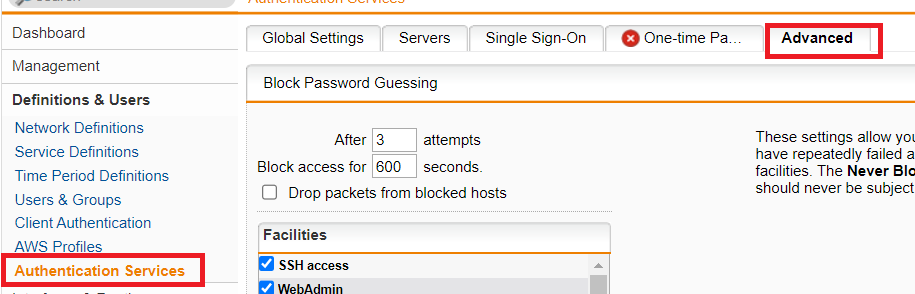 Search
Authentication Services
Dashboard
Management
Definitions & Users
Network Definitions
Service Definitions
Time Period Definitions
Users & Groups
Client Authentication
AWS Profiles
Authentication Services
Global Settings
Servers
Single Sign-On
One-time Pa...
Advanced
Block Password Guessing
After 3 attempts
Block access for 600 seconds.
Drop packets from blocked hosts
Facilities
SSH access
WebAdmin
These settings allow you
have repeatedly failed a
facilities. The Never Blo
should never be subject